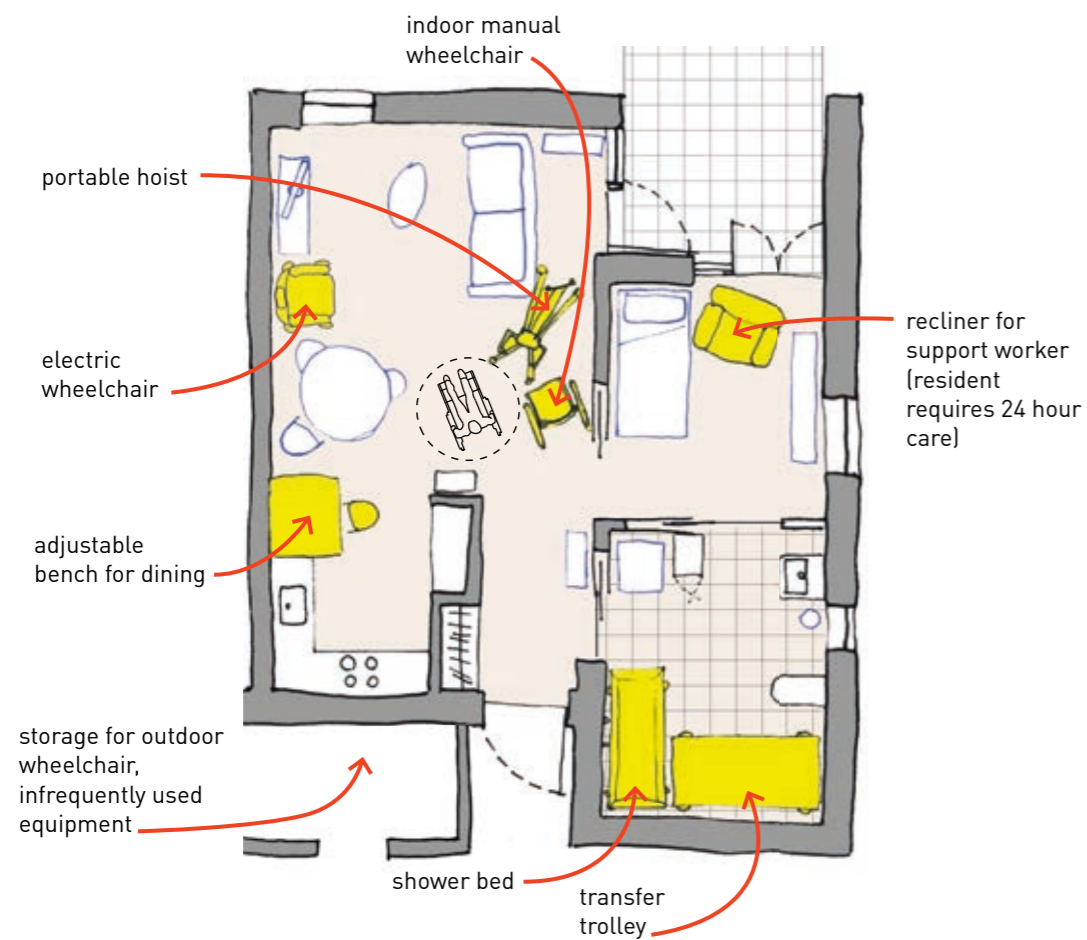 indoor manual
wheelchair
portable hoist
electric
wheelchair
recliner for
support worker
(resident
requires 24 hour
care)
adjustable
bench for dining
storage for outdoor
wheelchair,
infrequently used
equipment
shower bed
transfer
trolley